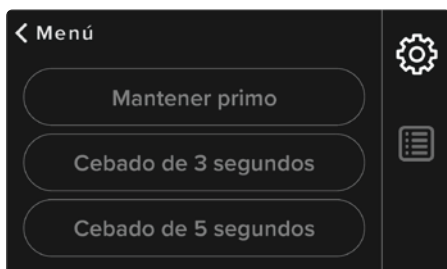 Menú
Mantener primo
Cebado de 3 segundos
Cebado de 5 segundos